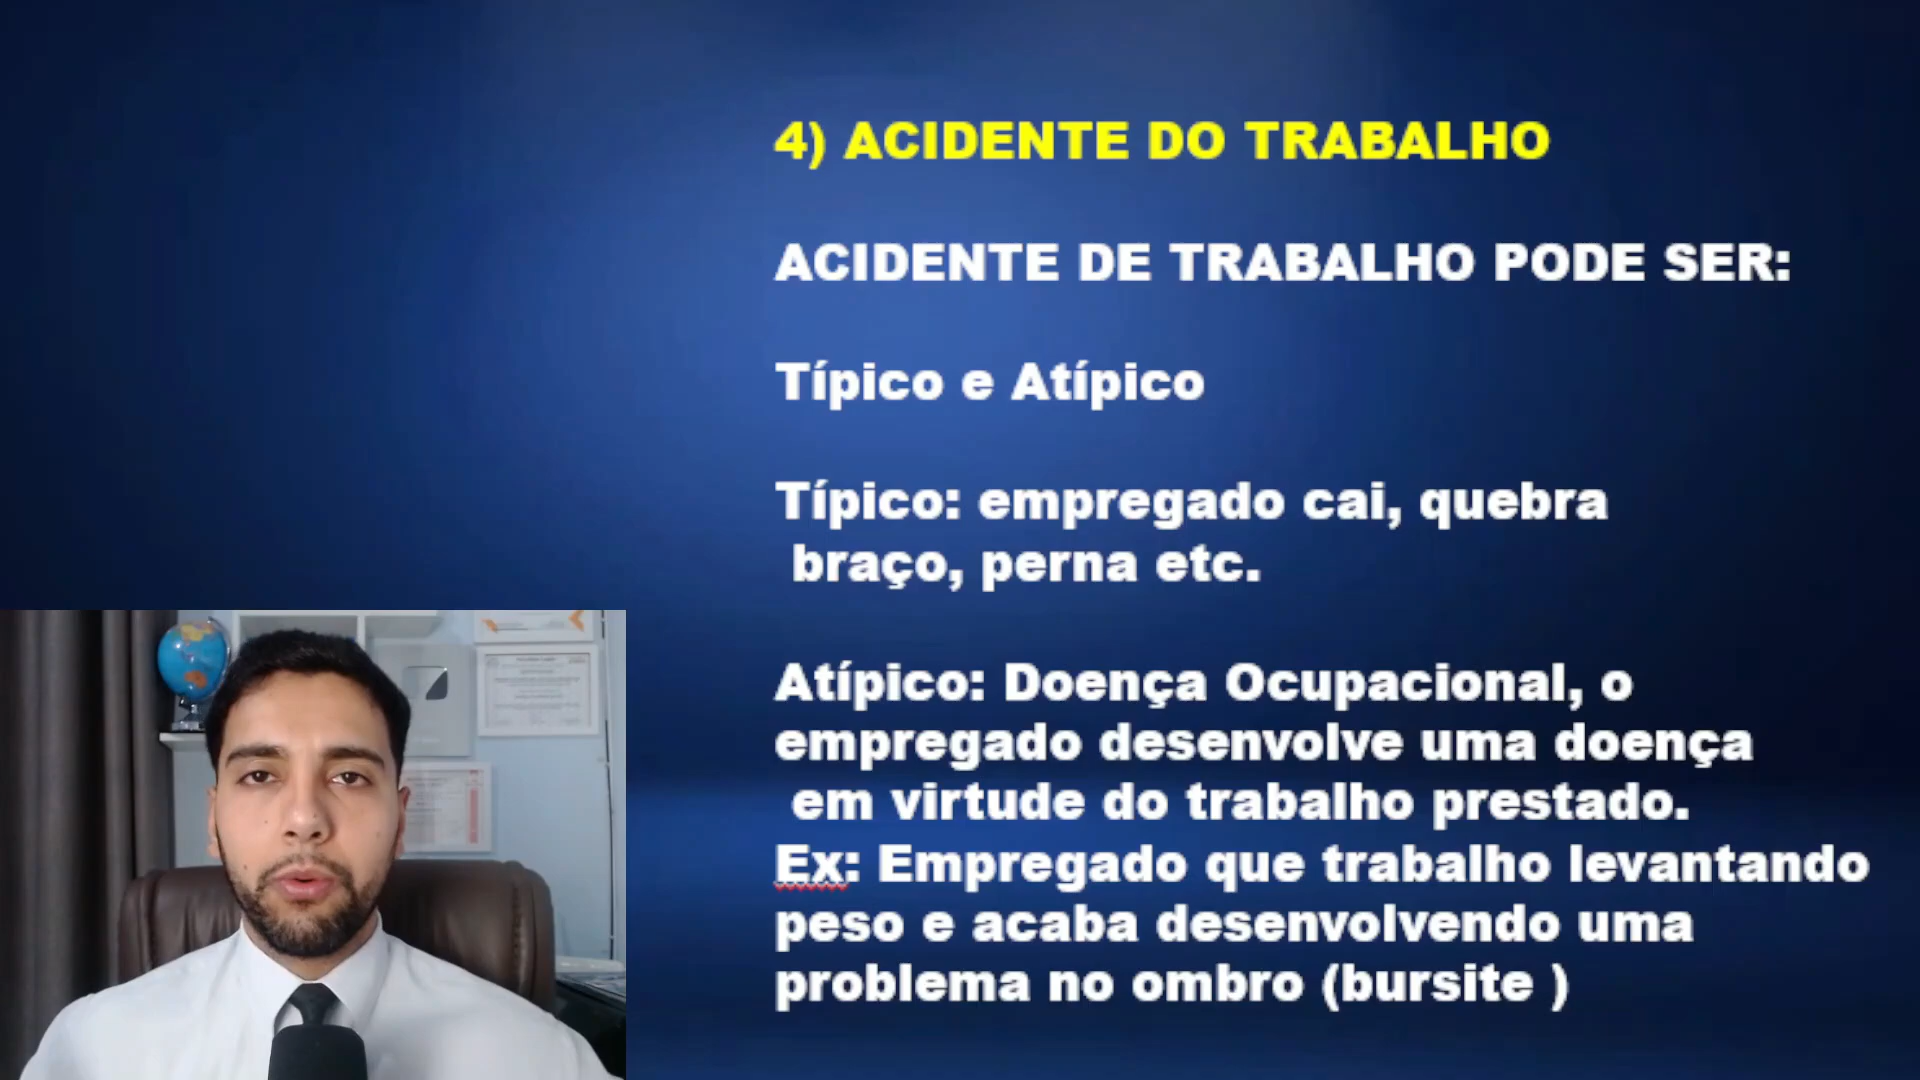 4) ACIDENTE DO TRABALHO
ACIDENTE DE TRABALHO PODE SER:
Típico e Atípico
Típico: empregado cai, quebra
braço, perna etc.
Atípico: Doença Ocupacional, o
empregado desenvolve uma doença
em virtude do trabalho prestado.
Ex: Empregado que trabalho levantando
peso e acaba desenvolvendo uma
problema no ombro (bursite )